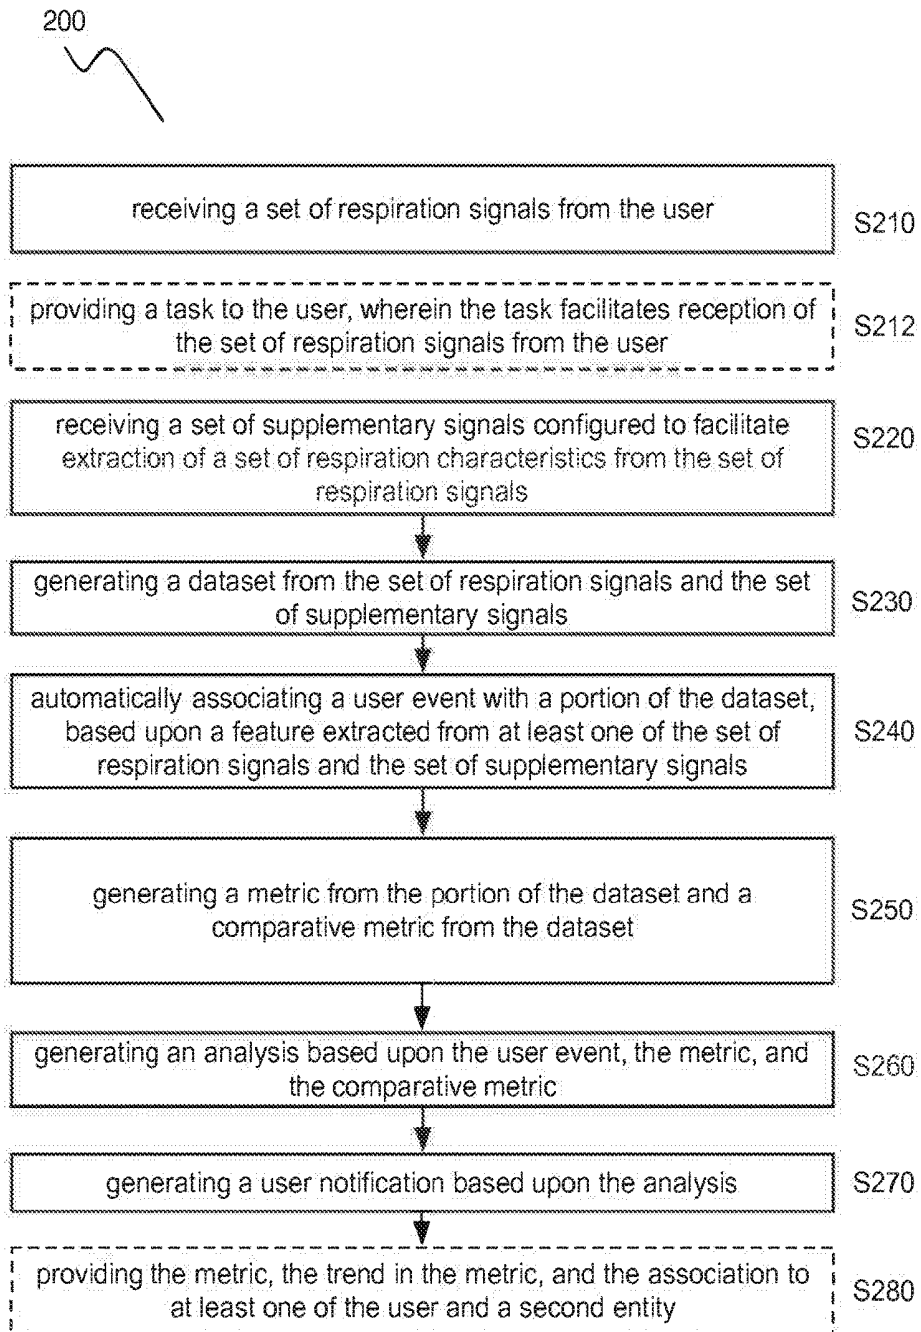 200
receiving a set of respiration signals from the user
S210
providing a task to the user, wherein the task facilitates reception of
the set of respiration signals from the user
S212
receiving a set of supplementary signals configured to facilitate
extraction of a set of respiration characteristics from the set of
respiration signals
S220
generating a dataset from the set of respiration signals and the set
of supplementary signals
S230
automatically associating a user event with a portion of the dataset,
based upon a feature extracted from at least one of the set of
respiration signals and the set of supplementary signals
S240
generating a metric from the portion of the dataset and a
comparative metric from the dataset
S250
generating an analysis based upon the user event, the metric, and
the comparative metric
S260
generating a user notification based upon the analysis
S270
providing the metric, the trend in the metric, and the association to
at least one of the user and a second entity
S280